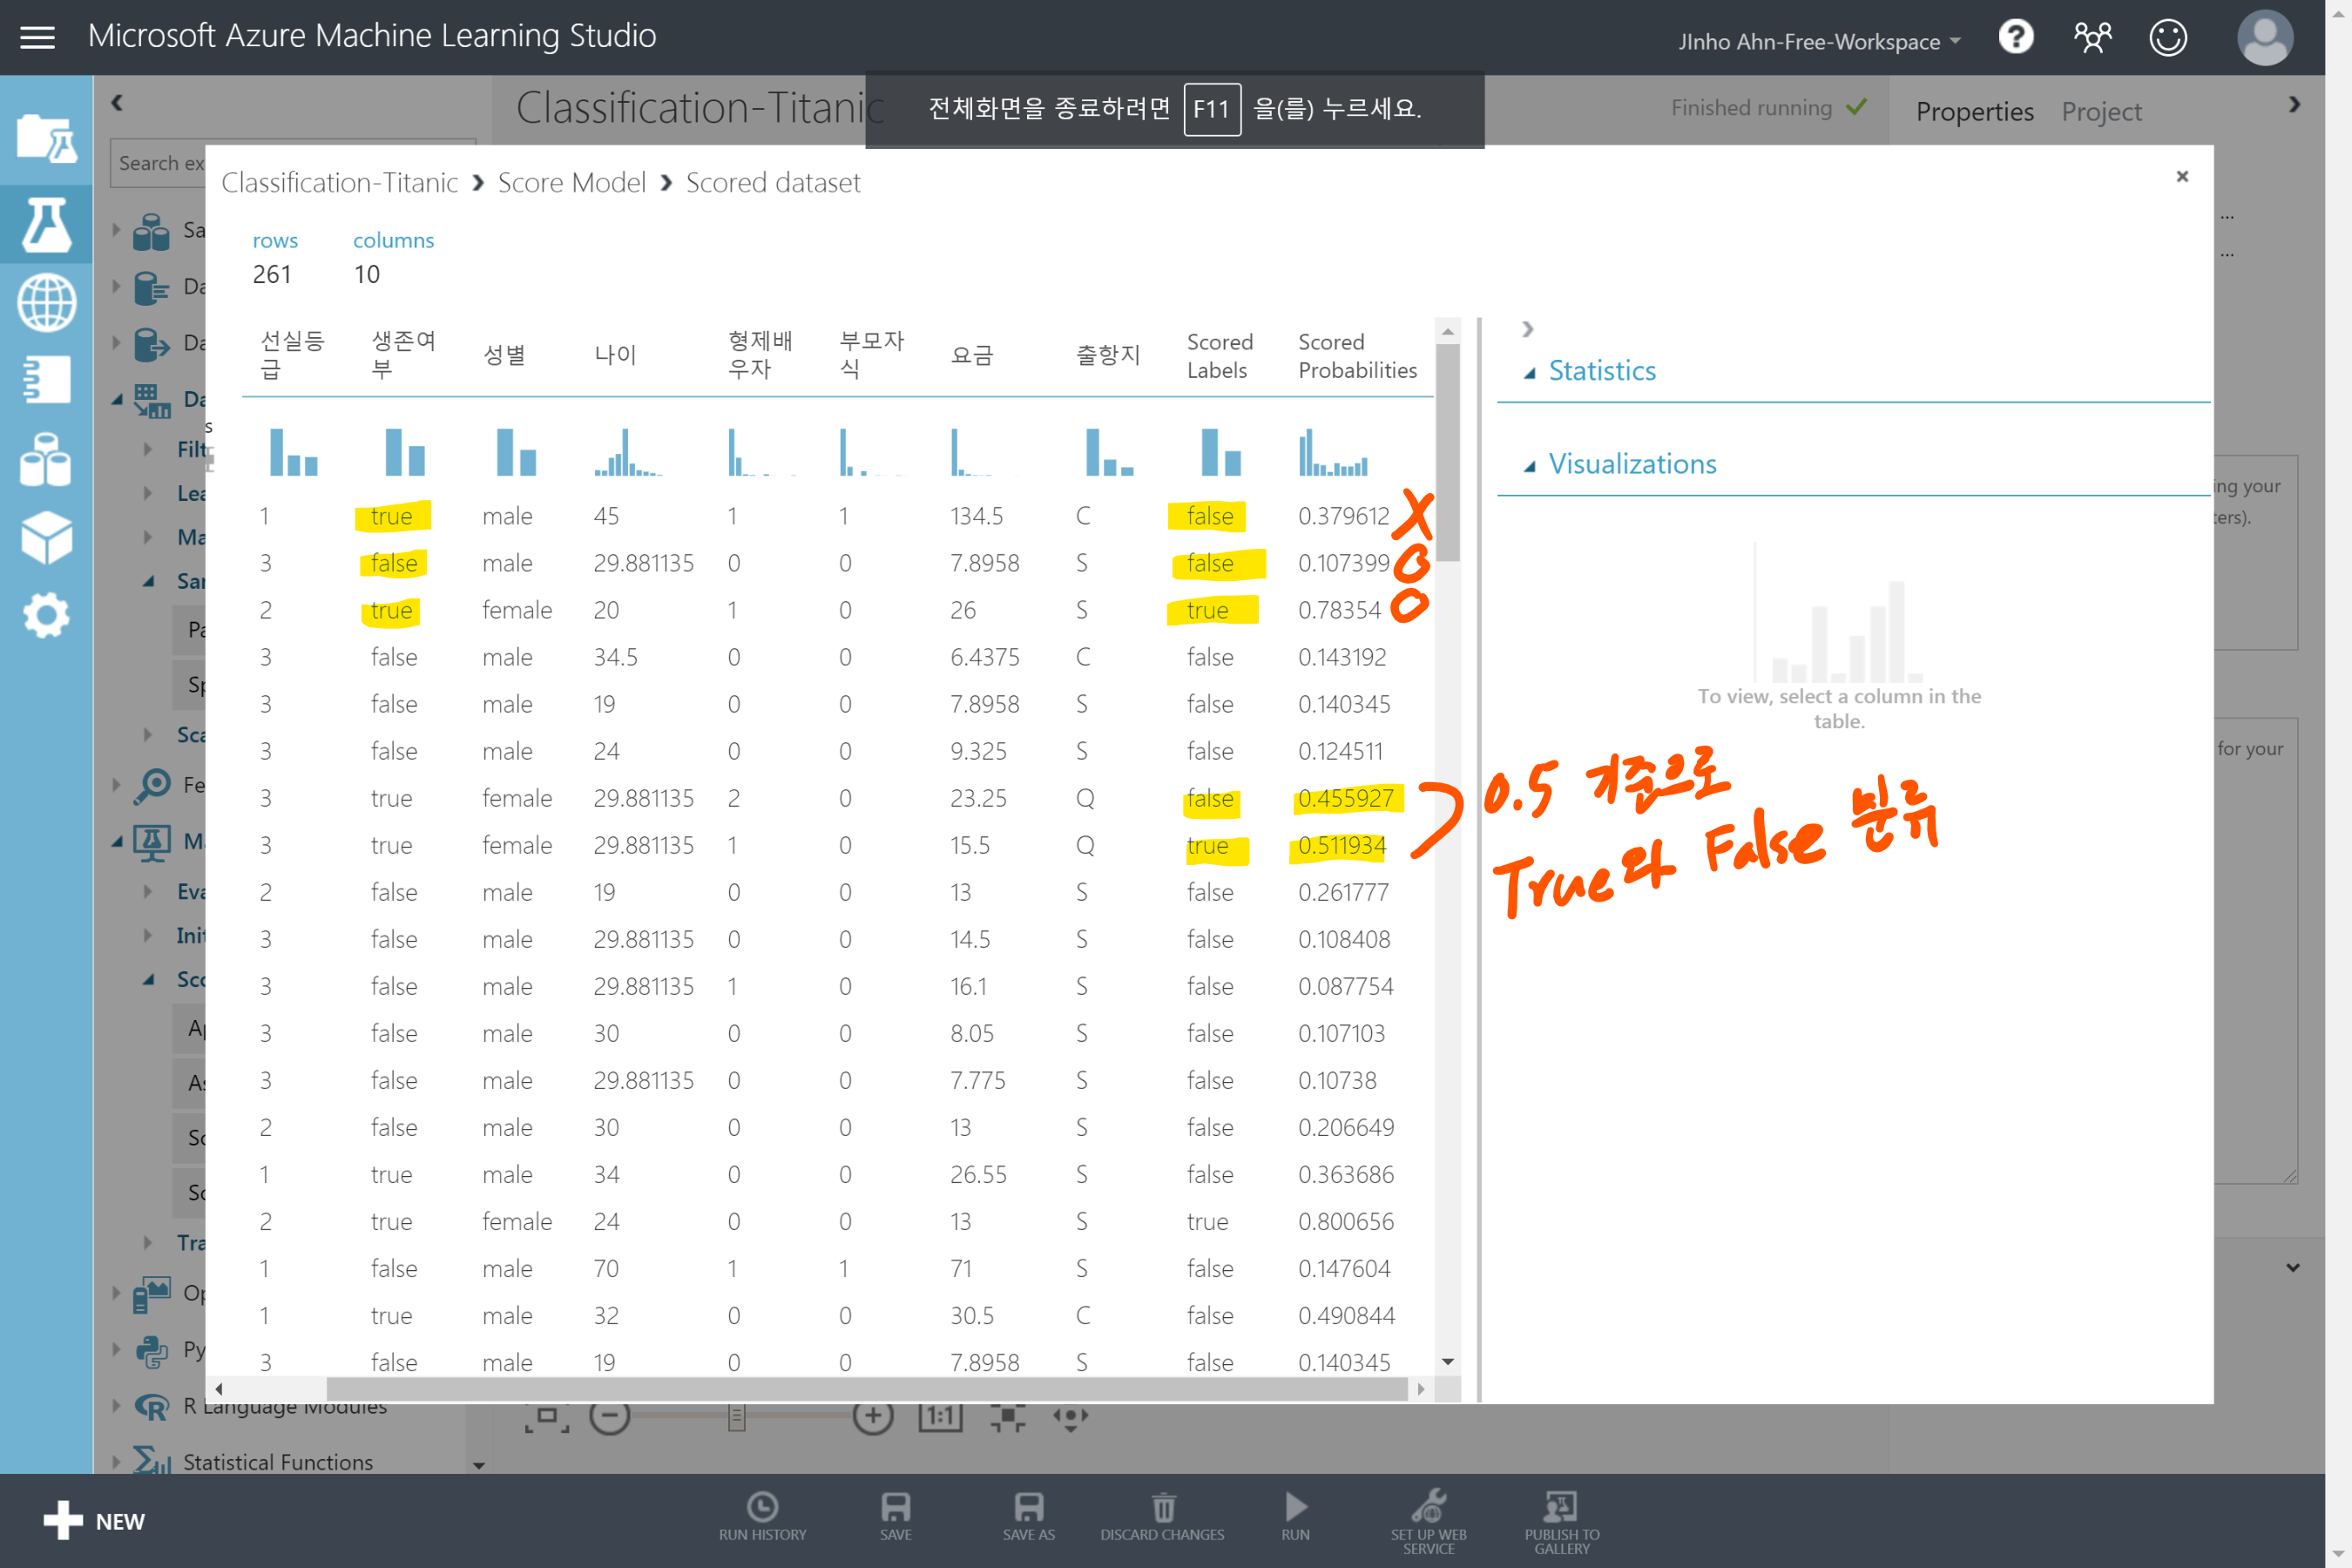 Microsoft Azure Machine Learning Studio
JInho Ahn-Free-Workspace
전체화면을 종료하려면 F11 을(를) 누르세요.
Classification-Titanic
Finished running
Properties Project
Search ex
Classification-Titanic › Score Model › Scored dataset
rows columns
261 10
선실등급 생존여부 성별 나이 형제배우자 부모자식 요금 출항지 Scored Labels Scored Probabilities
1 true male 45 1 1 134.5 C false 0.379612 X
3 false male 29.881135 0 0 7.8958 S false 0.107399 O
2 true female 20 1 0 26 S true 0.78354 O
3 false male 34.5 0 0 6.4375 C false 0.143192
3 false male 19 0 0 7.8958 S false 0.140345
3 false male 24 0 0 9.325 S false 0.124511
3 true female 29.881135 2 0 23.25 Q false 0.455927
3 true female 29.881135 1 0 15.5 Q true 0.511934
2 false male 19 0 0 13 S false 0.261777
3 false male 29.881135 0 0 14.5 S false 0.108408
3 false male 29.881135 1 0 16.1 S false 0.087754
3 false male 30 0 0 8.05 S false 0.107103
3 false male 29.881135 0 0 7.775 S false 0.10738
2 false male 30 0 0 13 S false 0.206649
1 true male 34 0 0 26.55 S false 0.363686
2 true female 24 0 0 13 S true 0.800656
1 false male 70 1 1 71 S false 0.147604
1 true male 32 0 0 30.5 C false 0.490844
3 false male 19 0 0 7.8958 S false 0.140345
Statistics
Visualizations
To view, select a column in the
table.
0.5 기준으로
True와 False 분류
ing your
ters).
for your
Sa
Da
Da
Da
s
Filt
Lea
Ma
Sar
Pa
Sp
Sca
Fe
M
Eva
Init
Sco
Ap
As
Sc
Sc
Tra
Op
Py
R Language Modules
Statistical Functions
1:1
NEW
RUN HISTORY
SAVE
SAVE AS
DISCARD CHANGES
RUN
SET UP WEB
SERVICE
PUBLISH TO
GALLERY